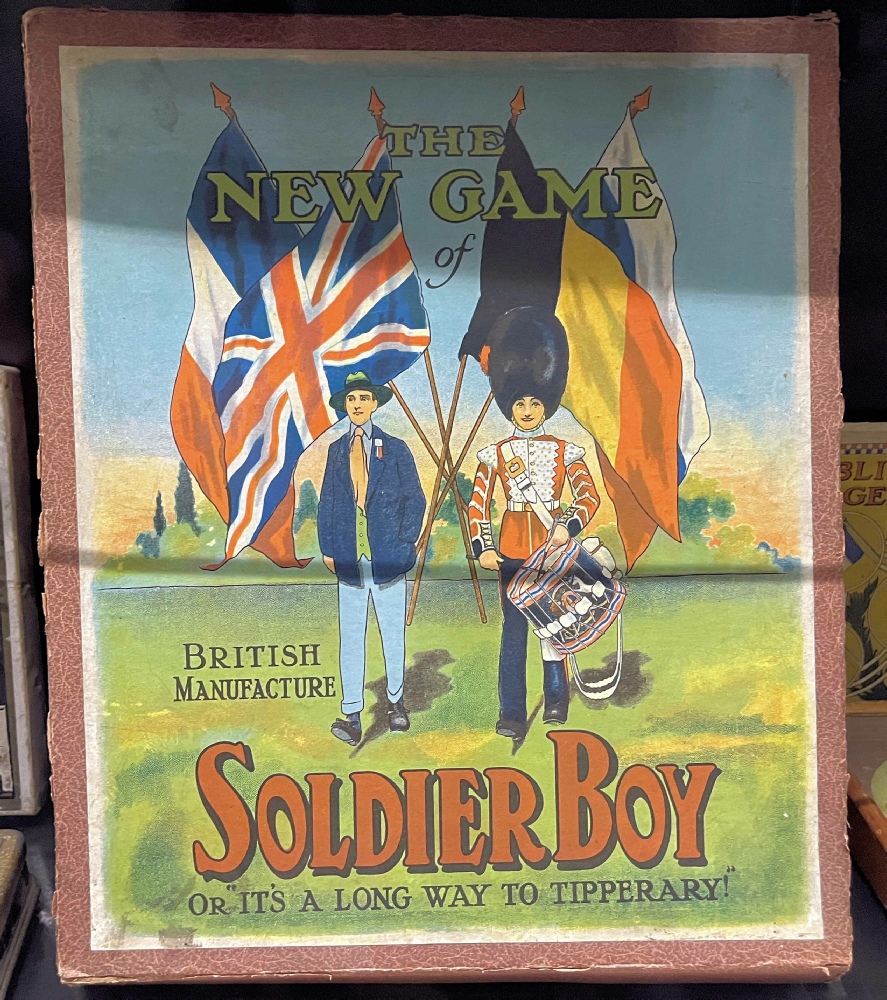 THE
NEW GAME
of
BRITISH
MANUFACTURE
SOLDIER BOY
OR "IT'S A LONG WAY TO TIPPERARY!"